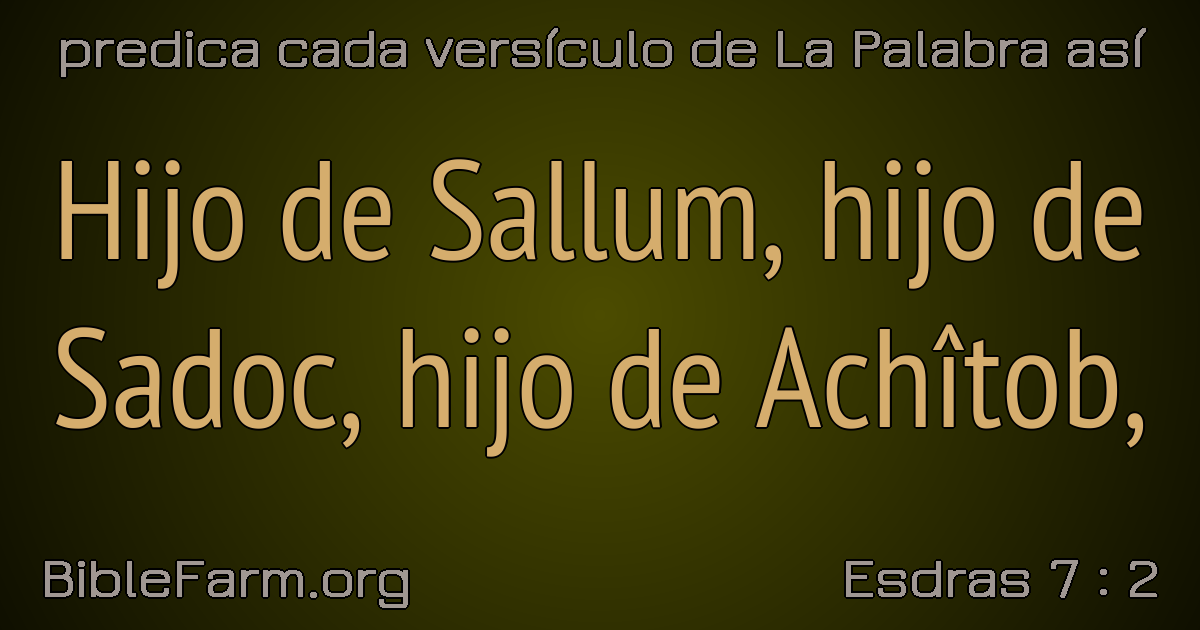 predica cada versículo de La Palabra así
Hijo de Sallum, hijo de
Sadoc, hijo de Achîtob,
BibleFarm.org
Esdras 7 : 2